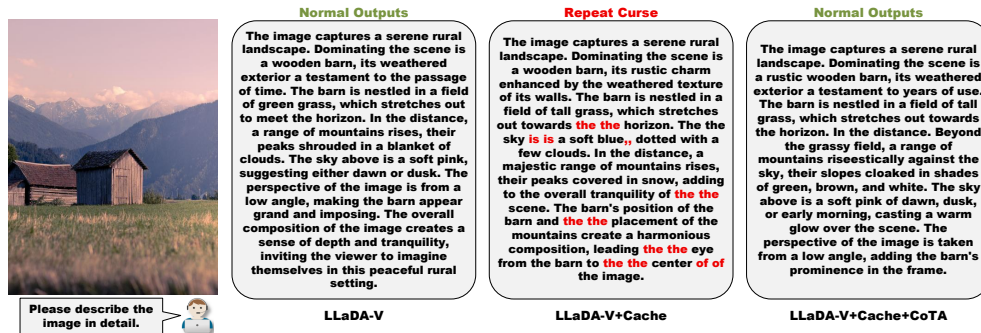 Normal Outputs
The image captures a serene rural
landscape. Dominating the scene is
a wooden barn, its weathered
exterior a testament to the passage
of time. The barn is nestled in a field
of green grass, which stretches out
to meet the horizon. In the distance,
a range of mountains rises, their
peaks shrouded in a blanket of
clouds. The sky above is a soft pink,
suggesting either dawn or dusk. The
perspective of the image is from a
low angle, making the barn appear
grand and imposing. The overall
composition of the image creates a
sense of depth and tranquility,
inviting the viewer to imagine
themselves in this peaceful rural
setting.
LLaDA-V
Repeat Curse
The image captures a serene rural
landscape. Dominating the scene is
a wooden barn, its rustic charm
enhanced by the weathered texture
of its walls. The barn is nestled in a
field of tall grass, which stretches
out towards the the horizon. The the
sky is is a soft blue,, dotted with a
few clouds. In the distance, a
majestic range of mountains rises,
their peaks covered in snow, adding
to the overall tranquility of the the
scene. The barn's position of the
barn and the the placement of the
mountains create a harmonious
composition, leading the the eye
from the barn to the the center of of
the image.
LLaDA-V+Cache
Normal Outputs
The image captures a serene rural
landscape. Dominating the scene is
a rustic wooden barn, its weathered
exterior a testament to years of use.
The barn is nestled in a field of tall
grass, which stretches out towards
the horizon. In the distance. Beyond
the grassy field, a range of
mountains riseestically against the
sky, their slopes cloaked in shades
of green, brown, and white. The sky
above is a soft pink of dawn, dusk,
or early morning, casting a warm
glow over the scene. The
perspective of the image is taken
from a low angle, adding the barn's
prominence in the frame.
LLaDA-V+Cache+CoTA
Please describe the
image in detail.